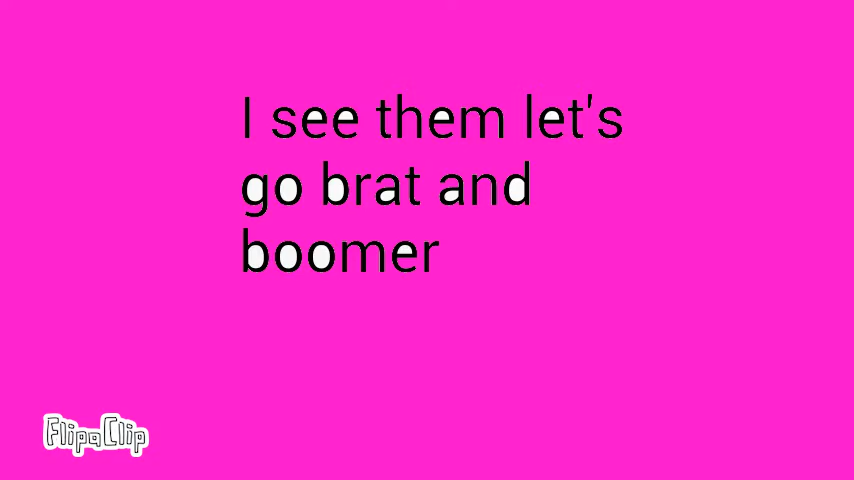 I see them let's
go brat and
boomer
FlipaClip